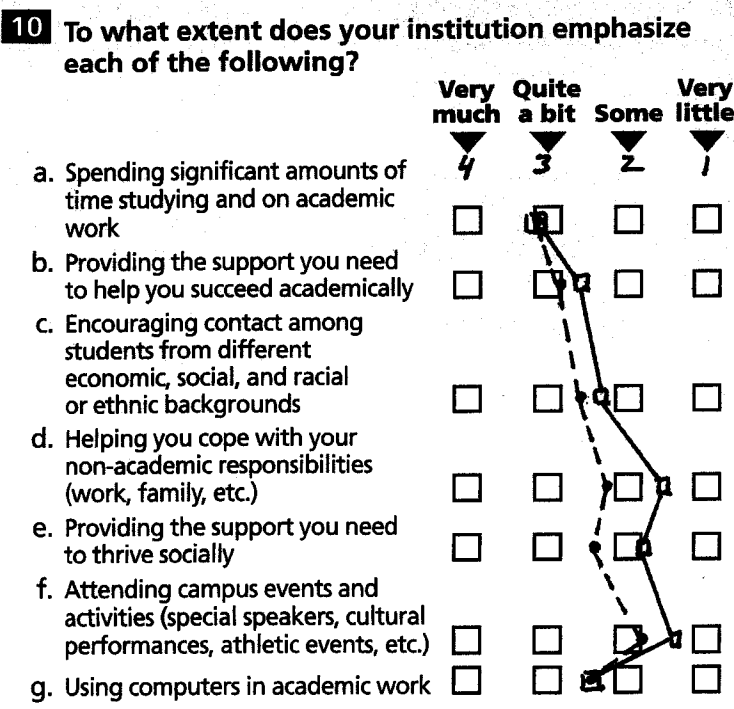 10 To what extent does your institution emphasize
each of the following?
Very Quite Very
much a bit Some little
4 3 2 1
a. Spending significant amounts of
time studying and on academic
work
b. Providing the support you need
to help you succeed academically
c. Encouraging contact among
students from different
economic, social, and racial
or ethnic backgrounds
d. Helping you cope with your
non-academic responsibilities
(work, family, etc.)
e. Providing the support you need
to thrive socially
f. Attending campus events and
activities (special speakers, cultural
performances, athletic events, etc.)
g. Using computers in academic work